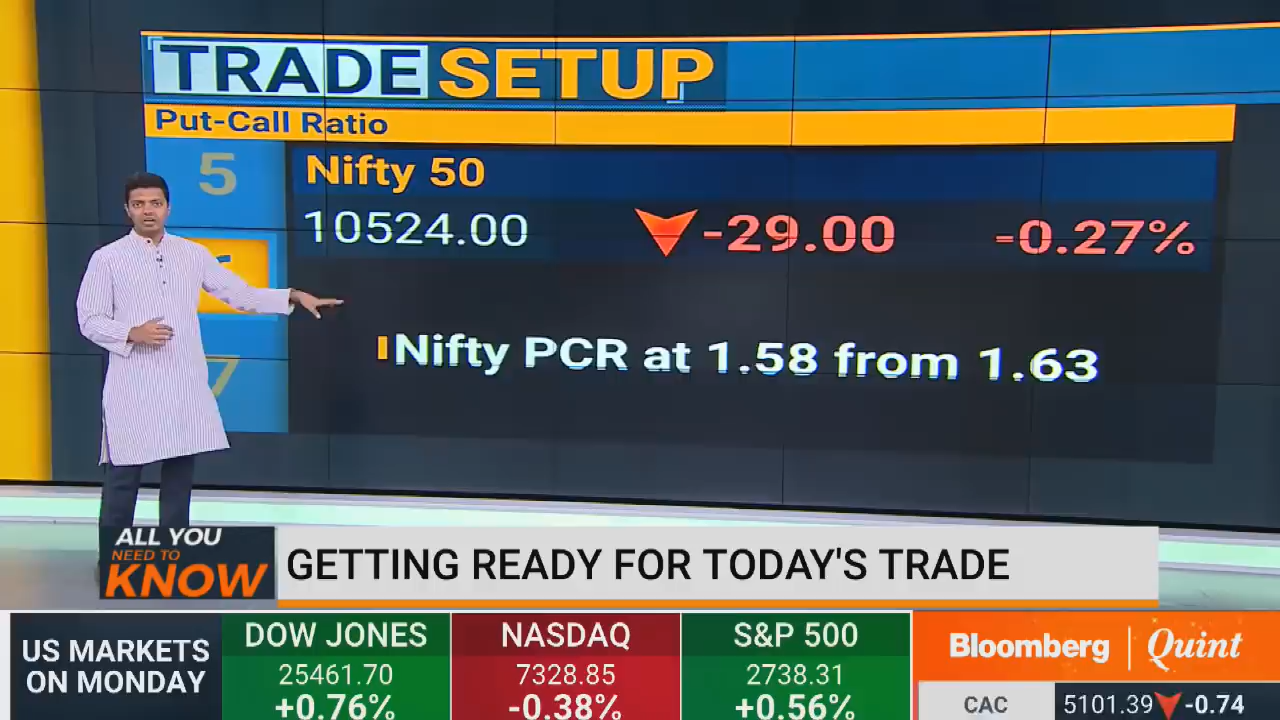 TRADE SETUP
Put-Call Ratio
5
Nifty 50
10524.00 -29.00 -0.27%
Nifty PCR at 1.58 from 1.63
7
ALL YOU
NEED TO
KNOW
GETTING READY FOR TODAY'S TRADE
US MARKETS
ON MONDAY
DOW JONES
25461.70
+0.76%
NASDAQ
7328.85
-0.38%
S&P 500
2738.31
+0.56%
Bloomberg | Quint
CAC 5101.39 -0.74